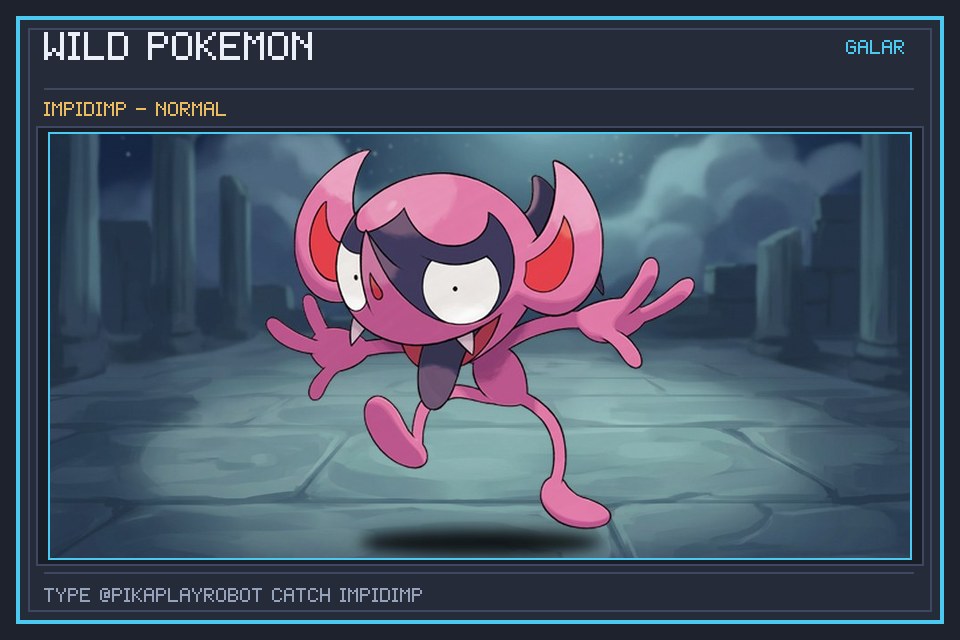 WILD POKEMON
GALAR
IMPIDIMP - NORMAL
TYPE @PIKAPLAYROBOT CATCH IMPIDIMP